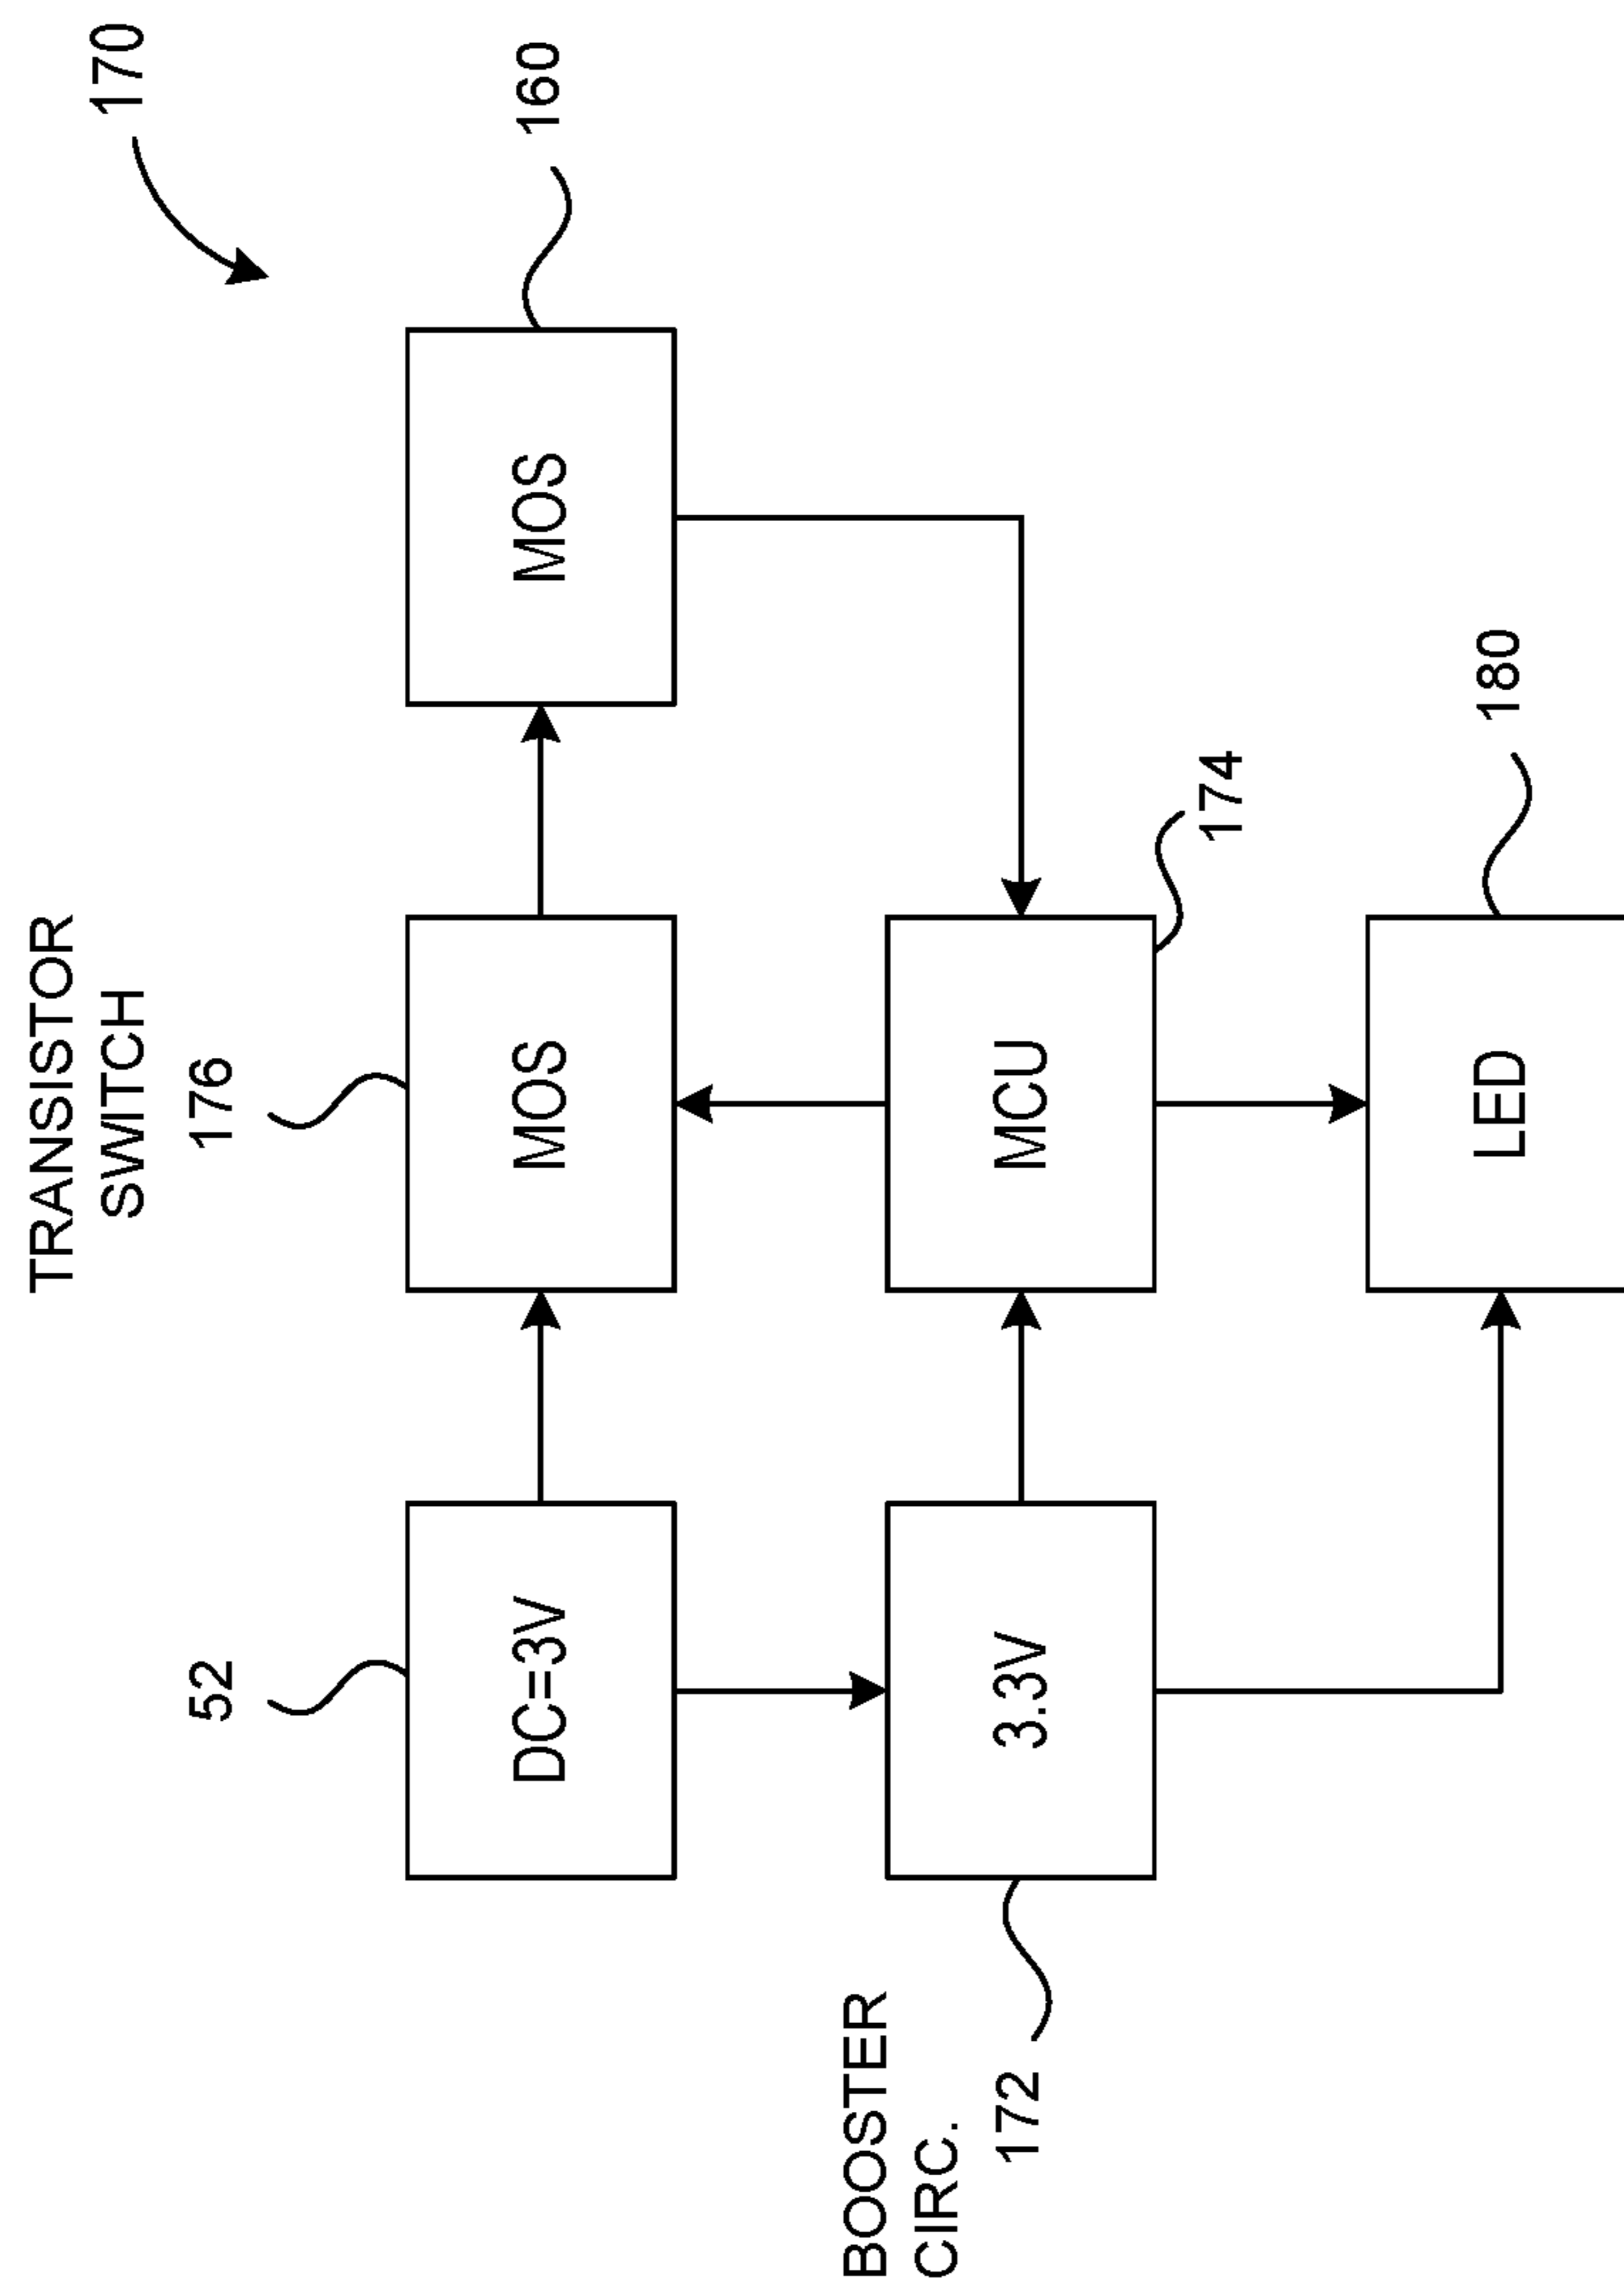 TRANSISTOR
SWITCH
170
52
176
160
DC=3V
MOS
MOS
BOOSTER
CIRC.
172
3.3V
MCU
174
LED
180